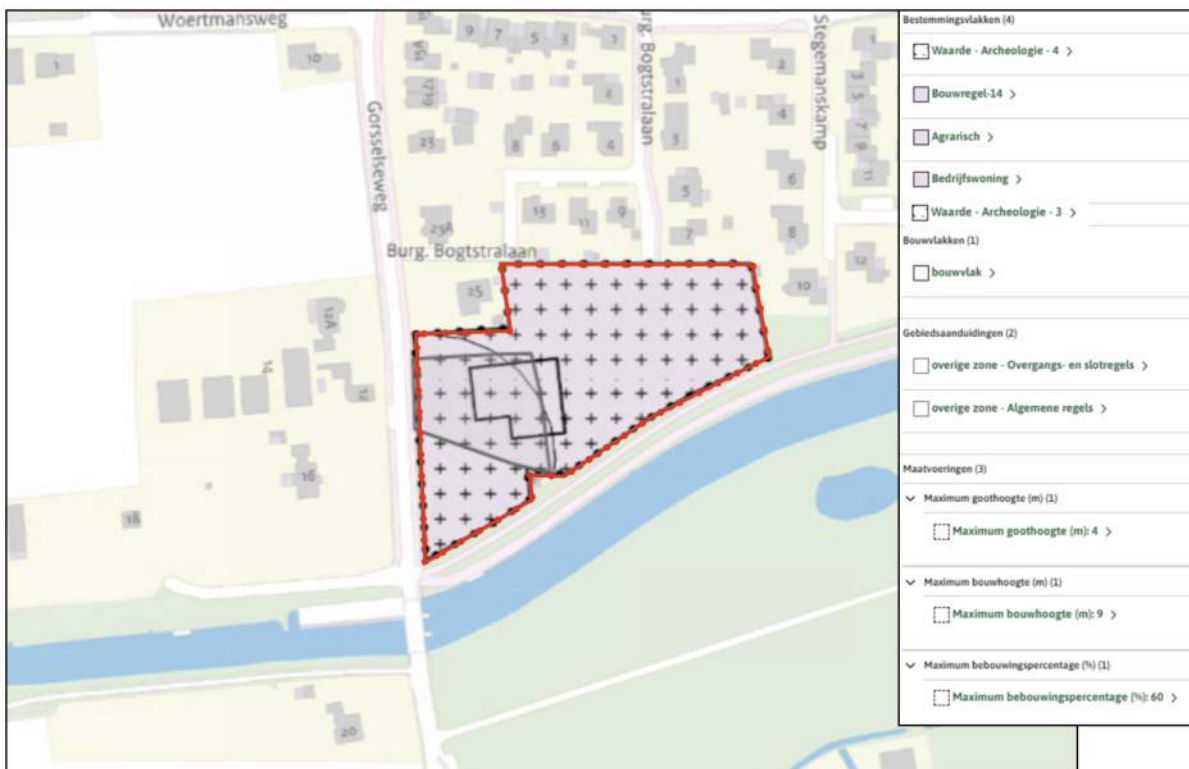 Woertmansweg
Gorsselseweg
Burg. Bogtstralaan
Stegemanskamp
Burg. Bogtstralaan
1
10
9
7
5
3
1
2
23
8
6
4
1
3
2
4
6
8
10
12
5
7
13
11
9
23A
25
12A
14
12
16
18
20
Bestemmingsvlakken (4)
Waarde - Archeologie - 4 >
Bouwregel-14 >
Agrarisch >
Bedrijfswoning >
Waarde - Archeologie - 3 >
Bouwvlakken (1)
bouwvlak >
Gebiedsaanduidingen (2)
overige zone - Overgangs- en slotregels >
overige zone - Algemene regels >
Maatvoeringen (3)
Maximum goothoogte (m) (1)
Maximum goothoogte (m): 4 >
Maximum bouwhoogte (m) (1)
Maximum bouwhoogte (m): 9 >
Maximum bebouwingspercentage (%) (1)
Maximum bebouwingspercentage (%): 60 >